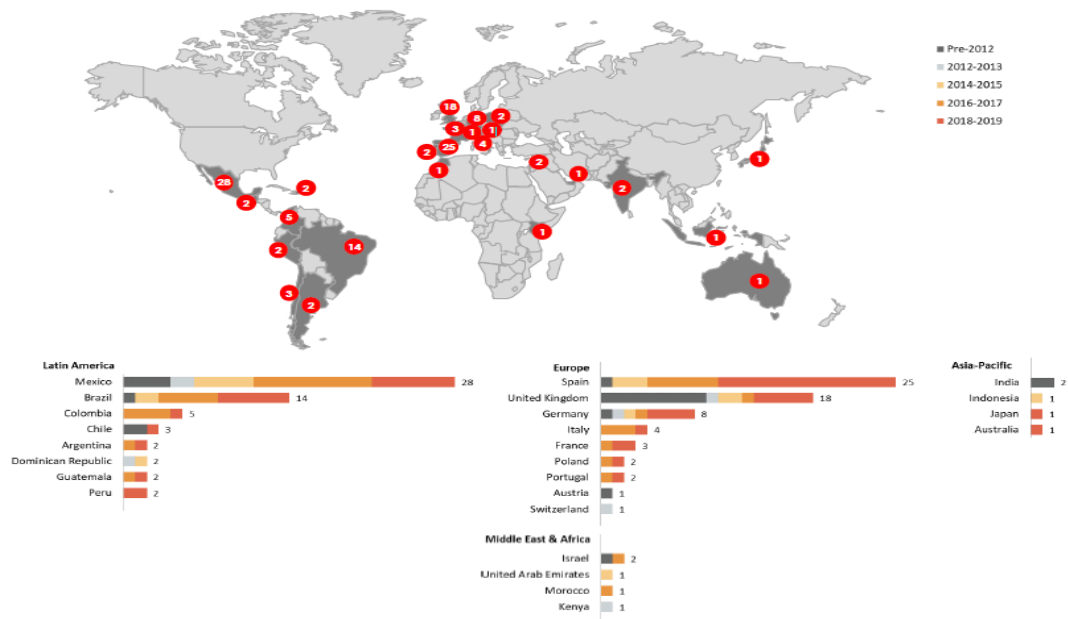 Pre-2012
2012-2013
2014-2015
2016-2017
2018-2019
18
8
2
3
1
1
2
25
4
1
2
1
1
28
2
2
2
5
1
1
2
14
3
2
1
Latin America
Mexico 28
Brazil 14
Colombia 5
Chile 3
Argentina 2
Dominican Republic 2
Guatemala 2
Peru 2
Europe
Spain 25
United Kingdom 18
Germany 8
Italy 4
France 3
Poland 2
Portugal 2
Austria 1
Switzerland 1
Middle East & Africa
Israel 2
United Arab Emirates 1
Morocco 1
Kenya 1
Asia-Pacific
India 2
Indonesia 1
Japan 1
Australia 1